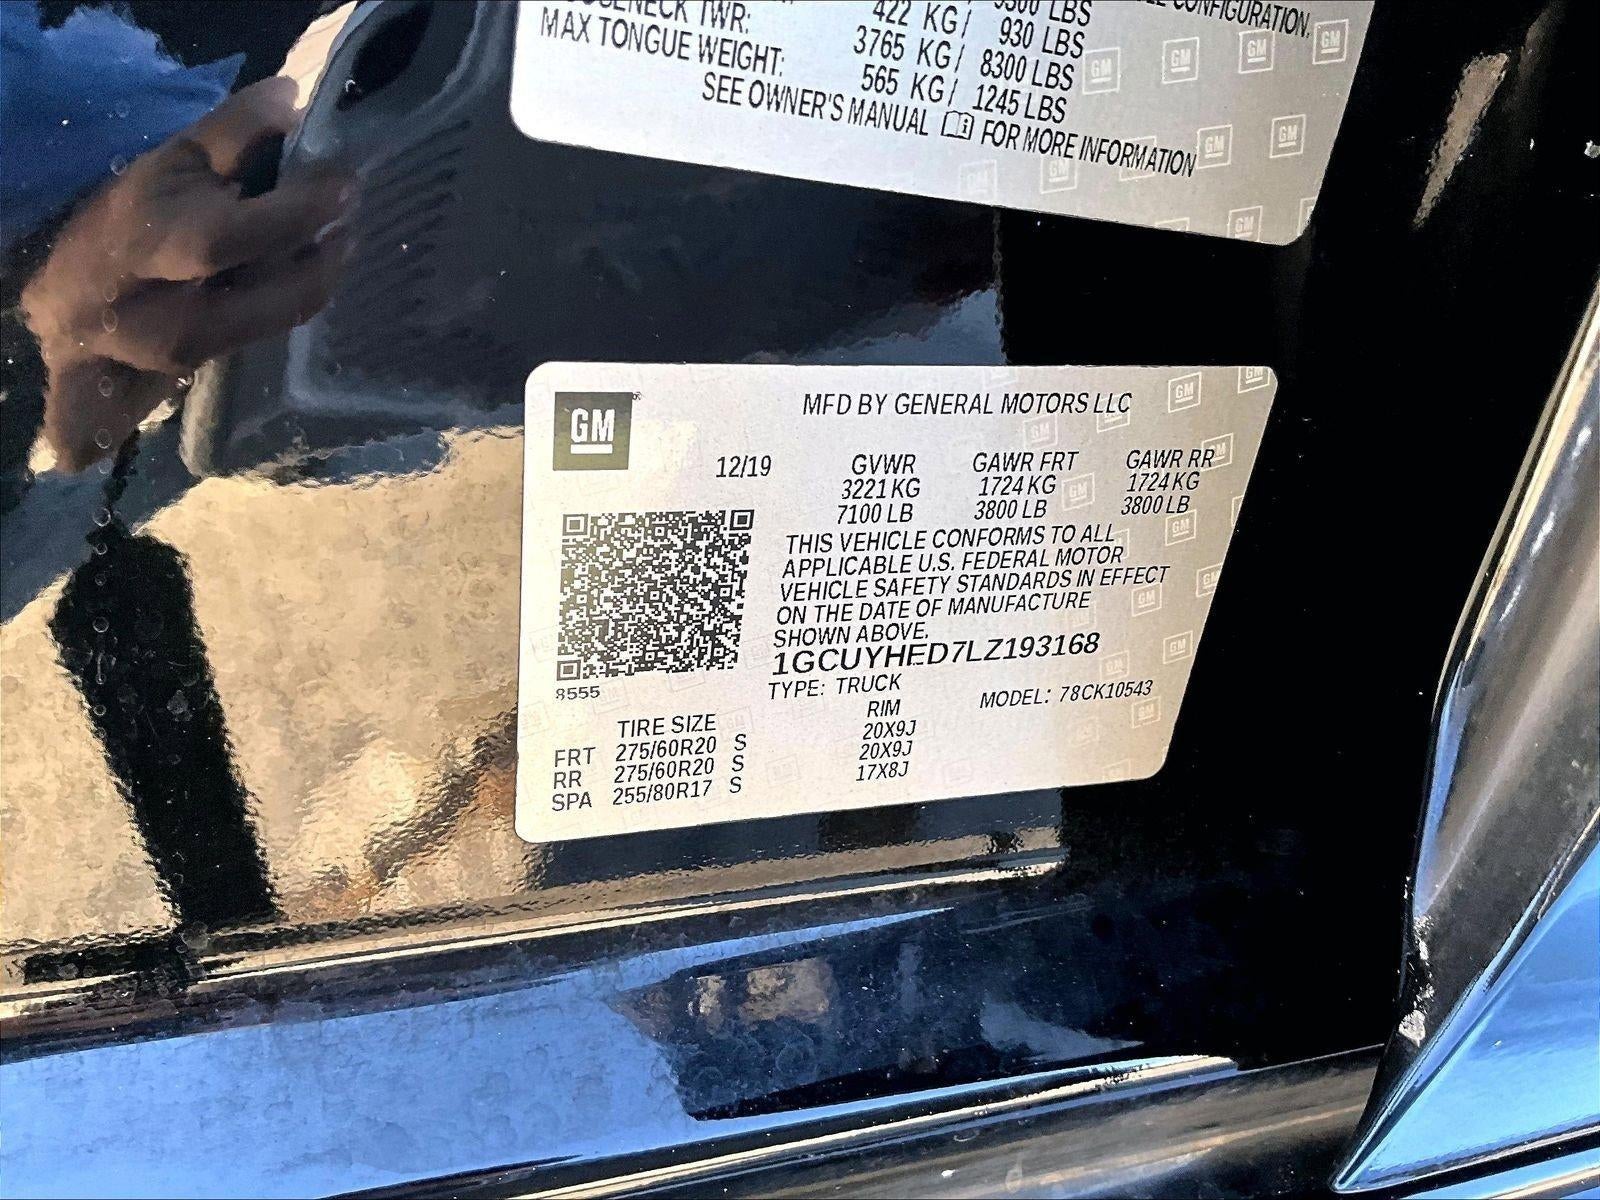 LBS
CONFIGURATION.
422 KG/ 930 LBS
TWR: 3765 KG/ 8300 LBS
MAX TONGUE WEIGHT: 565 KG/ 1245 LBS
SEE OWNER'S MANUAL FOR MORE INFORMATION
GM
MFD BY GENERAL MOTORS LLC
12/19 GVWR GAWR FRT GAWR RR
3221 KG 1724 KG 1724 KG
7100 LB 3800 LB 3800 LB
THIS VEHICLE CONFORMS TO ALL
APPLICABLE U.S. FEDERAL MOTOR
VEHICLE SAFETY STANDARDS IN EFFECT
ON THE DATE OF MANUFACTURE
SHOWN ABOVE.
1GCUYHED7LZ193168
8555
TYPE: TRUCK MODEL: 78CK10543
TIRE SIZE RIM
FRT 275/60R20 S 20X9J
RR 275/60R20 S 20X9J
SPA 255/80R17 S 17X8J